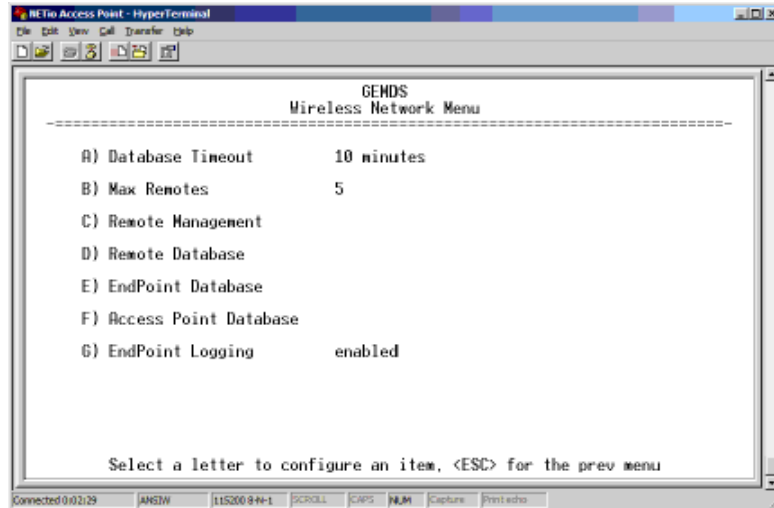 NETio Access Point - HyperTerminal
File Edit View Call Transfer Help
GEMDS
Wireless Network Menu
-==========================================================================-
A) Database Timeout 10 minutes
B) Max Remotes 5
C) Remote Management
D) Remote Database
E) EndPoint Database
F) Access Point Database
G) EndPoint Logging enabled
Select a letter to configure an item, <ESC> for the prev menu
Connected 0:02:29 ANSIW 115200 8-N-1 SCROLL CAPS NUM Capture Print echo